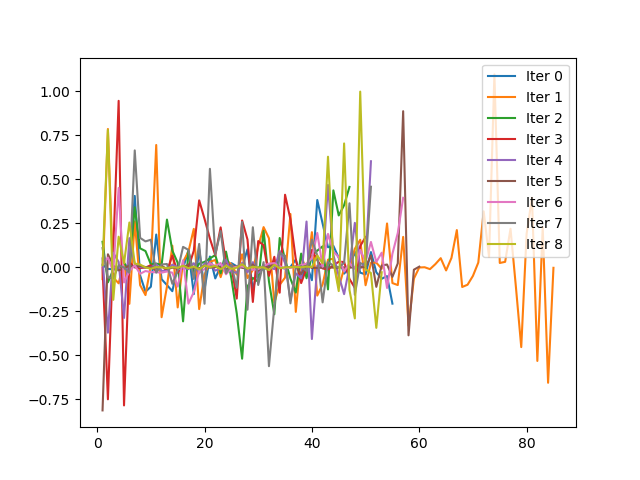 1.00
0.75
0.50
0.25
0.00
−0.25
−0.50
−0.75
0
20
40
60
80
Iter 0
Iter 1
Iter 2
Iter 3
Iter 4
Iter 5
Iter 6
Iter 7
Iter 8